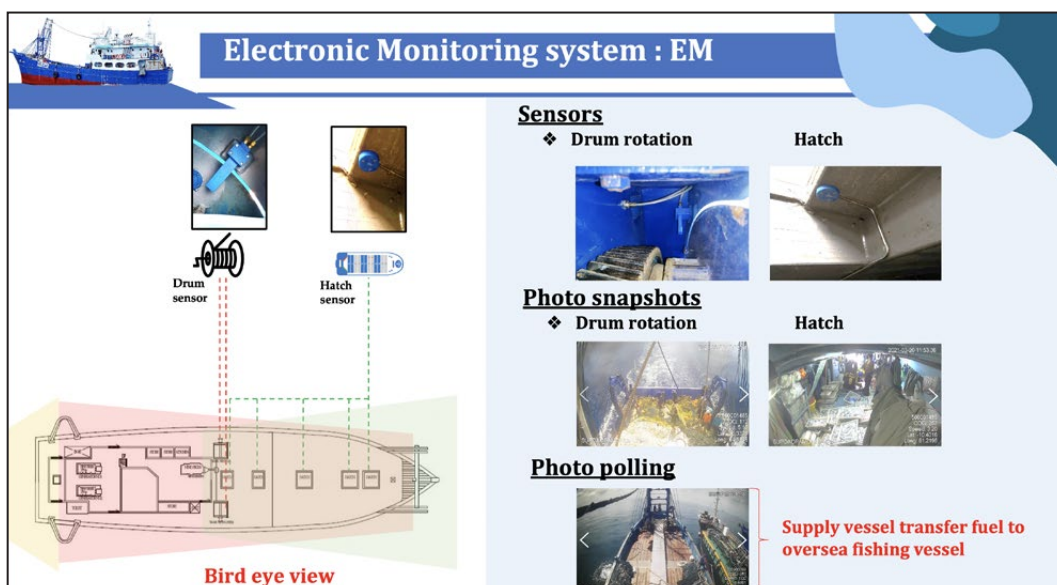 Electronic Monitoring system : EM
Drum
sensor
Hatch
sensor
Bird eye view
Sensors
❖ Drum rotation
Hatch
Photo snapshots
❖ Drum rotation
Hatch
Photo polling
Supply vessel transfer fuel to
oversea fishing vessel